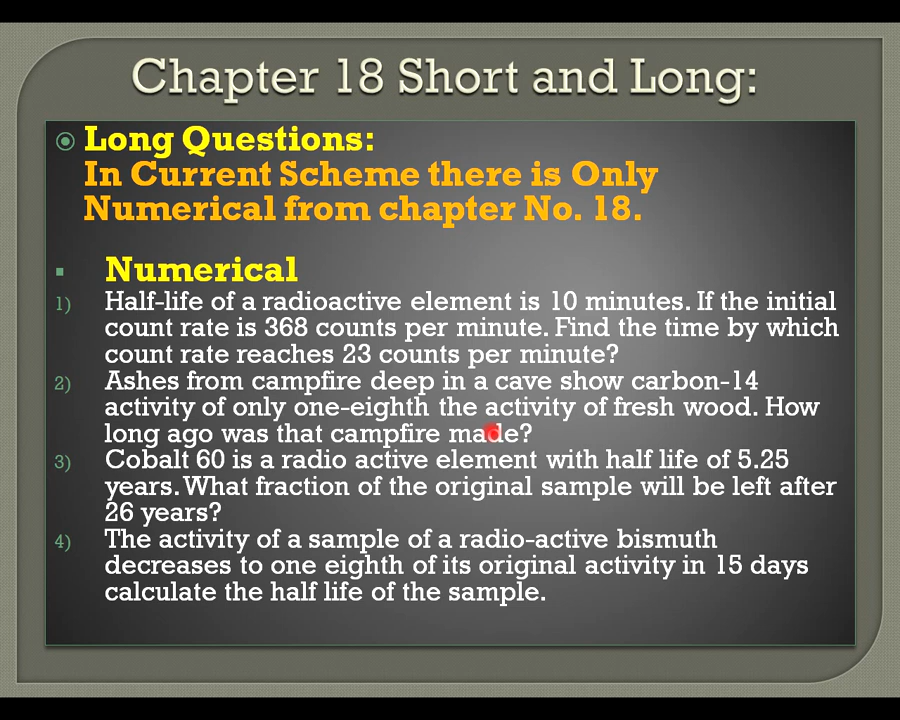 Chapter 18 Short and Long:
Long Questions:
In Current Scheme there is Only
Numerical from chapter No. 18.
Numerical
1) Half-life of a radioactive element is 10 minutes. If the initial
count rate is 368 counts per minute. Find the time by which
count rate reaches 23 counts per minute?
2) Ashes from campfire deep in a cave show carbon-14
activity of only one-eighth the activity of fresh wood. How
long ago was that campfire made?
3) Cobalt 60 is a radio active element with half life of 5.25
years. What fraction of the original sample will be left after
26 years?
4) The activity of a sample of a radio-active bismuth
decreases to one eighth of its original activity in 15 days
calculate the half life of the sample.